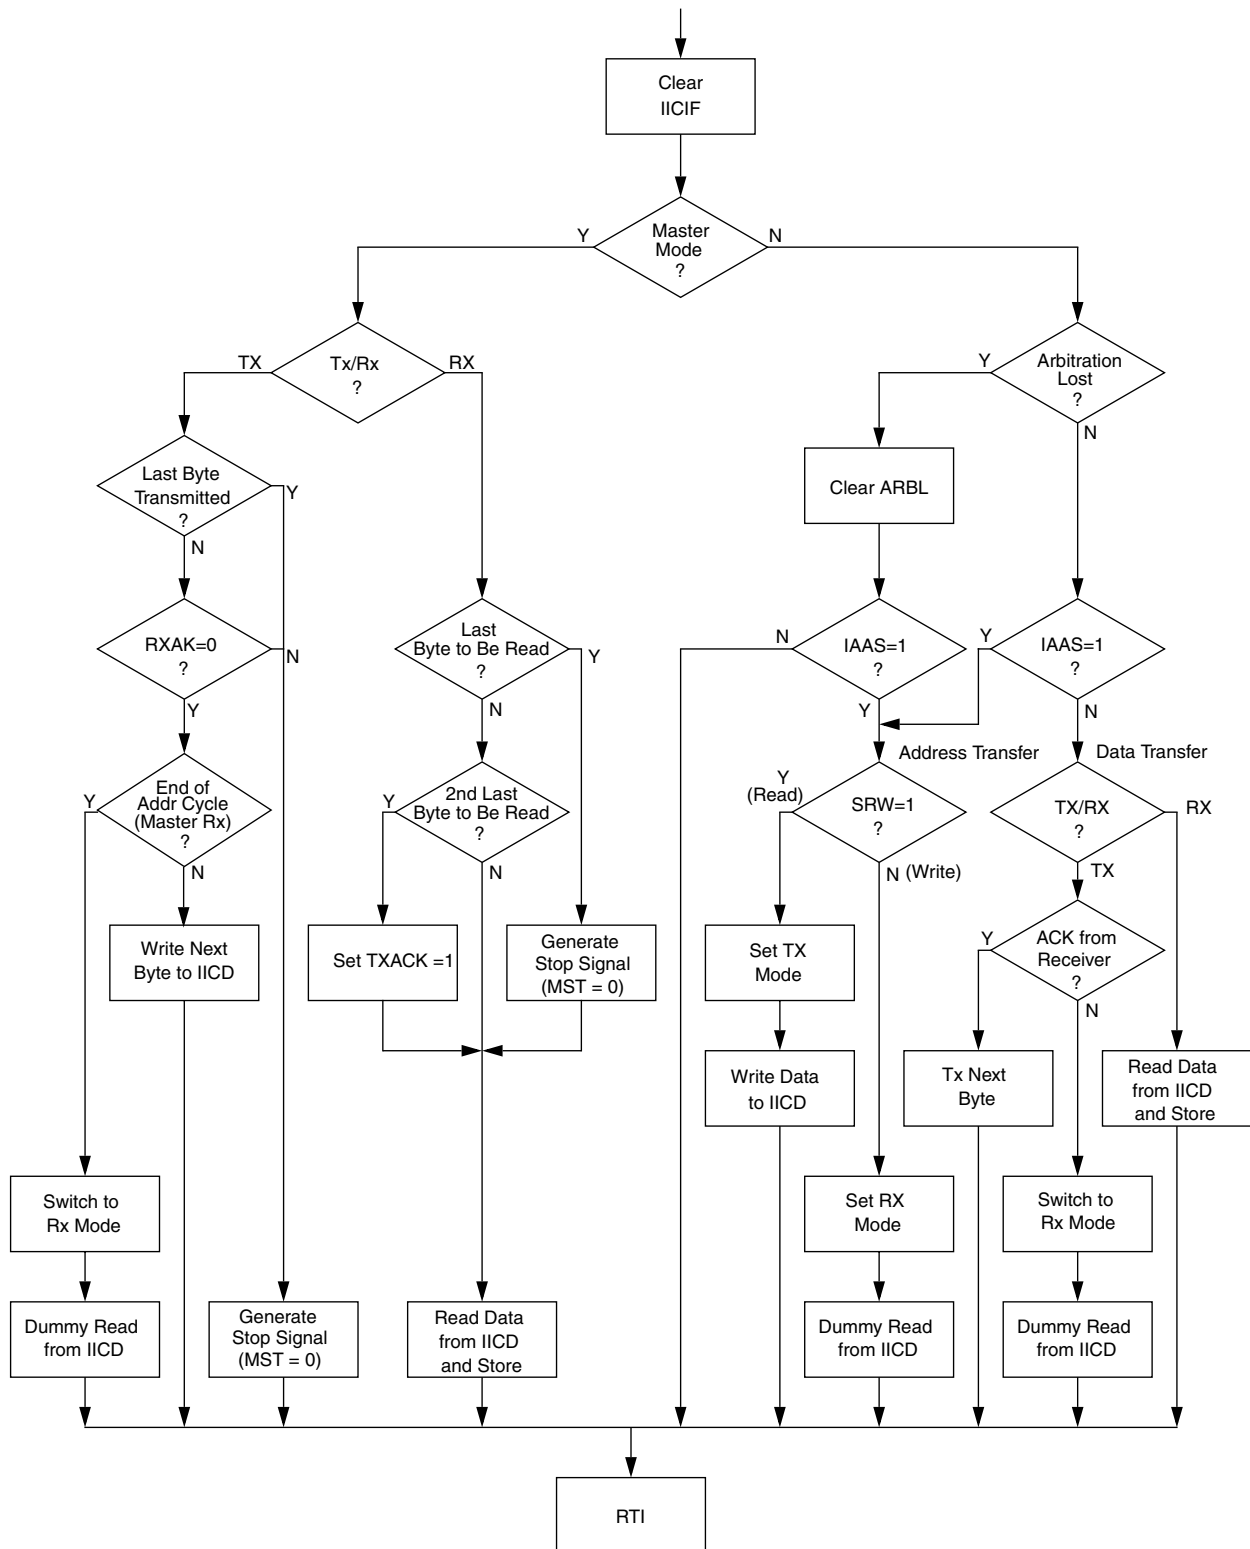 Clear
IICIF
Master
Mode
?
Y
N
Tx/Rx
?
TX
RX
Arbitration
Lost
?
Y
N
Last Byte
Transmitted
?
Y
N
Clear ARBL
RXAK=0
?
N
Y
Last
Byte to Be Read
?
Y
N
IAAS=1
?
N
Y
IAAS=1
?
Y
N
Address Transfer
Data Transfer
End of
Addr Cycle
(Master Rx)
?
Y
N
2nd Last
Byte to Be Read
?
Y
N
Y
(Read)
SRW=1
?
N (Write)
TX/RX
?
RX
TX
Write Next
Byte to IICD
Set TXACK =1
Generate
Stop Signal
(MST = 0)
Set TX
Mode
ACK from
Receiver
?
Y
N
Write Data
to IICD
Tx Next
Byte
Read Data
from IICD
and Store
Switch to
Rx Mode
Set RX
Mode
Switch to
Rx Mode
Dummy Read
from IICD
Generate
Stop Signal
(MST = 0)
Read Data
from IICD
and Store
Dummy Read
from IICD
Dummy Read
from IICD
RTI